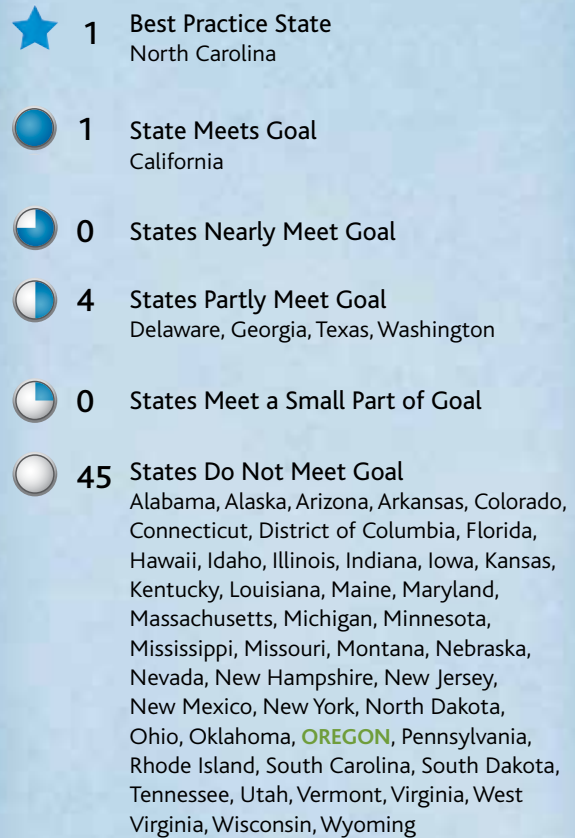 1 Best Practice State
North Carolina
1 State Meets Goal
California
0 States Nearly Meet Goal
4 States Partly Meet Goal
Delaware, Georgia, Texas, Washington
0 States Meet a Small Part of Goal
45 States Do Not Meet Goal
Alabama, Alaska, Arizona, Arkansas, Colorado,
Connecticut, District of Columbia, Florida,
Hawaii, Idaho, Illinois, Indiana, Iowa, Kansas,
Kentucky, Louisiana, Maine, Maryland,
Massachusetts, Michigan, Minnesota,
Mississippi, Missouri, Montana, Nebraska,
Nevada, New Hampshire, New Jersey,
New Mexico, New York, North Dakota,
Ohio, Oklahoma, OREGON, Pennsylvania,
Rhode Island, South Carolina, South Dakota,
Tennessee, Utah, Vermont, Virginia, West
Virginia, Wisconsin, Wyoming